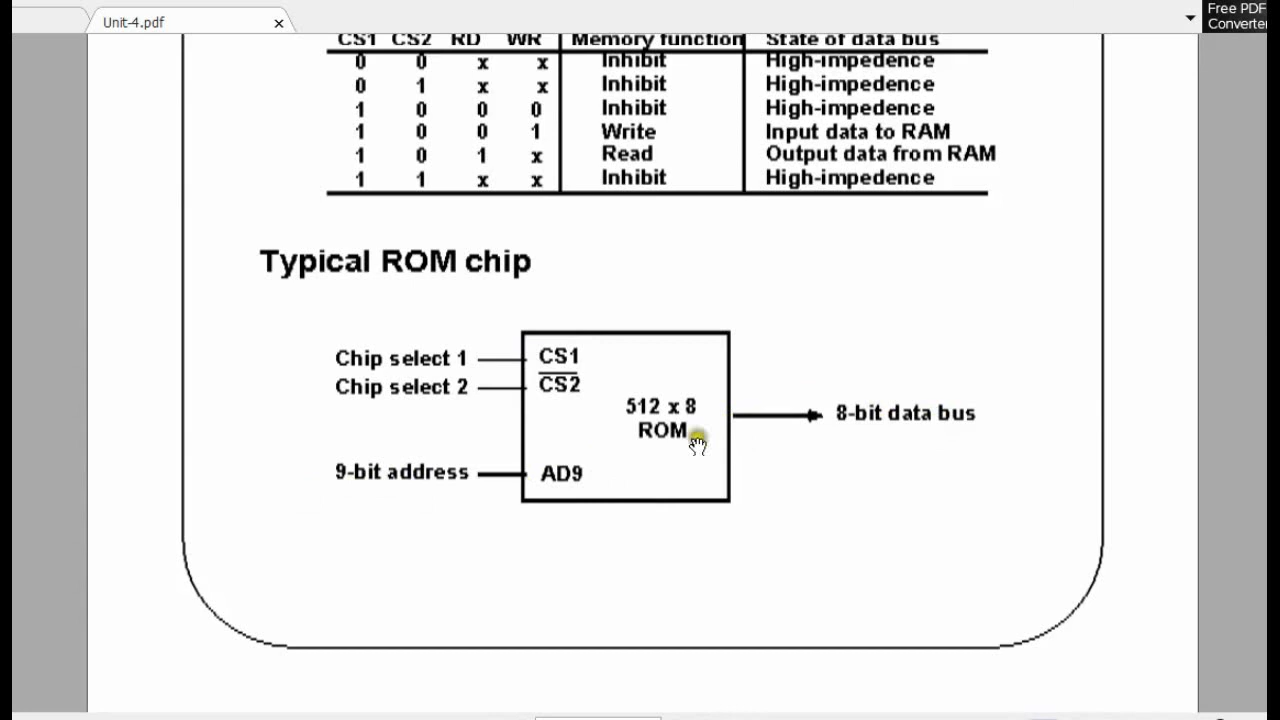 Unit-4.pdf ×
Free PDF
Converter
CS1 CS2 RD WR Memory function State of data bus
0 0 x x Inhibit High-impedence
0 1 x x Inhibit High-impedence
1 0 0 0 Inhibit High-impedence
1 0 0 1 Write Input data to RAM
1 0 1 x Read Output data from RAM
1 1 x x Inhibit High-impedence
Typical ROM chip
Chip select 1 CS1
Chip select 2 CS2
512 x 8
ROM
8-bit data bus
9-bit address AD9